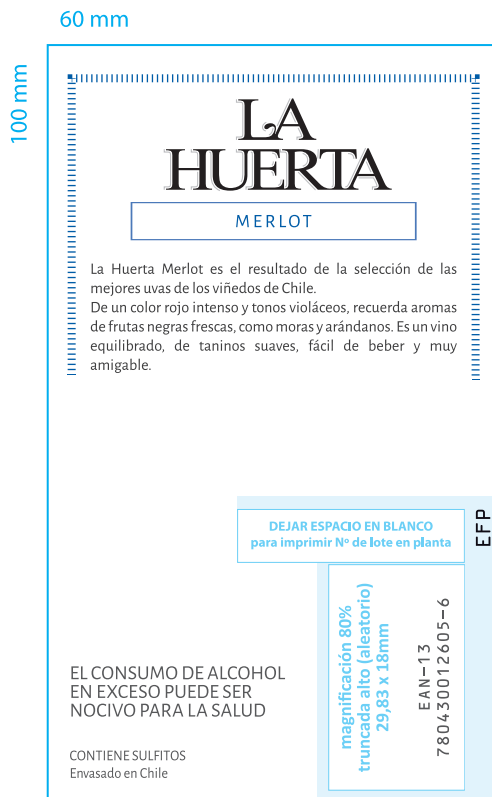 60 mm
100 mm
LA
HUERTA
MERLOT
La Huerta Merlot es el resultado de la selección de las
mejores uvas de los viñedos de Chile.
De un color rojo intenso y tonos violáceos, recuerda aromas
de frutas negras frescas, como moras y arándanos. Es un vino
equilibrado, de taninos suaves, fácil de beber y muy
amigable.
DEJAR ESPACIO EN BLANCO
para imprimir Nº de lote en planta
EFP
magnificación 80%
truncada alto (aleatorio)
29,83 x 18mm
EAN-13
780430012605-6
EL CONSUMO DE ALCOHOL
EN EXCESO PUEDE SER
NOCIVO PARA LA SALUD
CONTIENE SULFITOS
Envasado en Chile